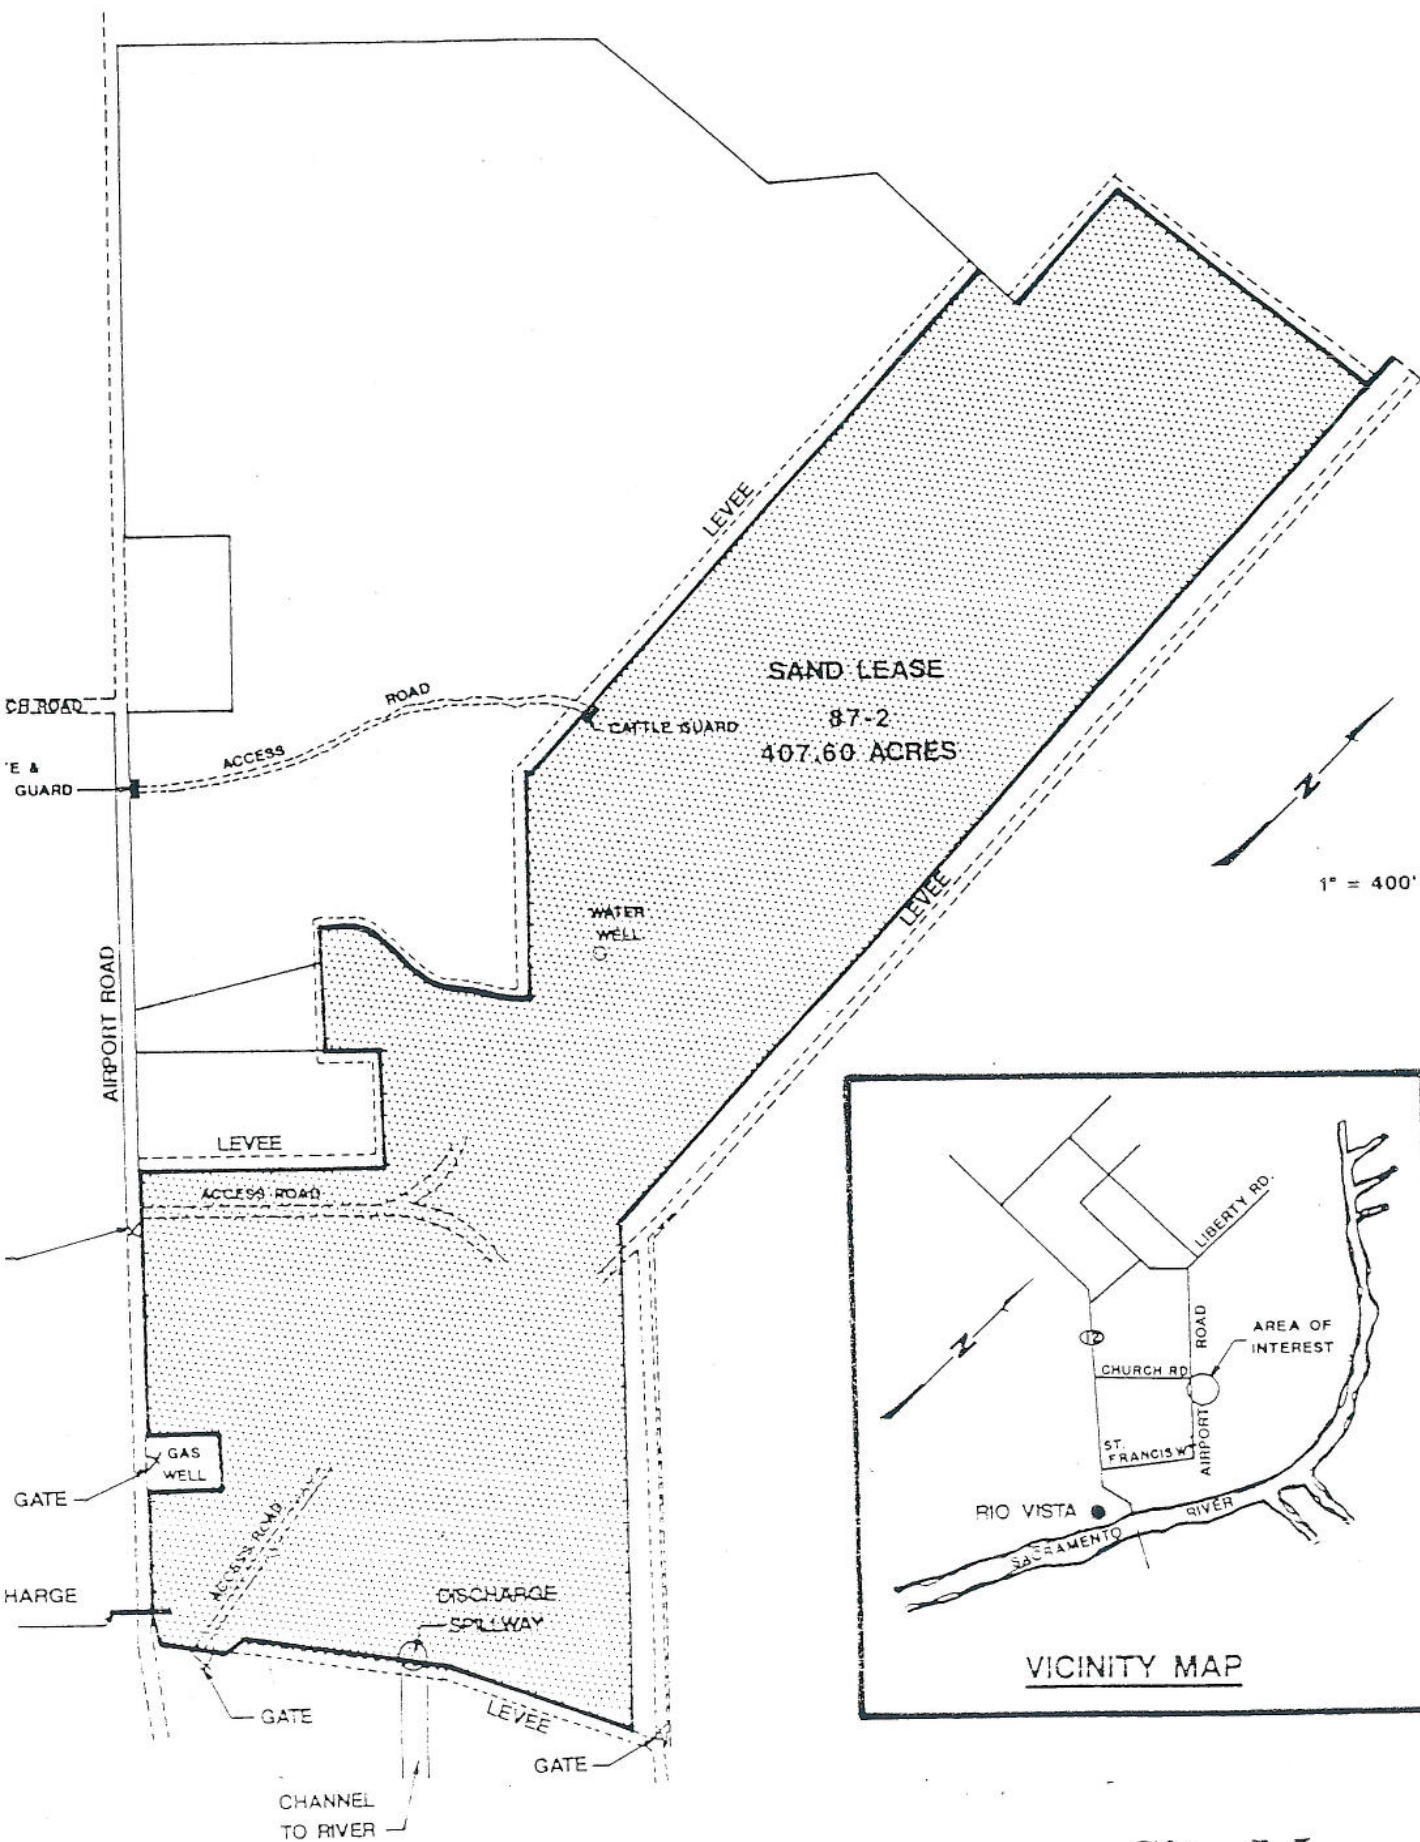 LEVEE
SAND LEASE
87-2
407.60 ACRES
CH ROAD
ROAD
ACCESS
CATTLE GUARD
E &
GUARD
N
1" = 400'
WATER
WELL
LEVEE
AIRPORT ROAD
LEVEE
ACCESS ROAD
GAS
WELL
GATE
ACCESS ROAD
HARGE
DISCHARGE
SPILLWAY
GATE
LEVEE
GATE
CHANNEL
TO RIVER
LIBERTY RD.
N
12
ROAD
AREA OF
INTEREST
CHURCH RD
ST.
FRANCIS W
AIRPORT
RIO VISTA
SACRAMENTO
RIVER
VICINITY MAP